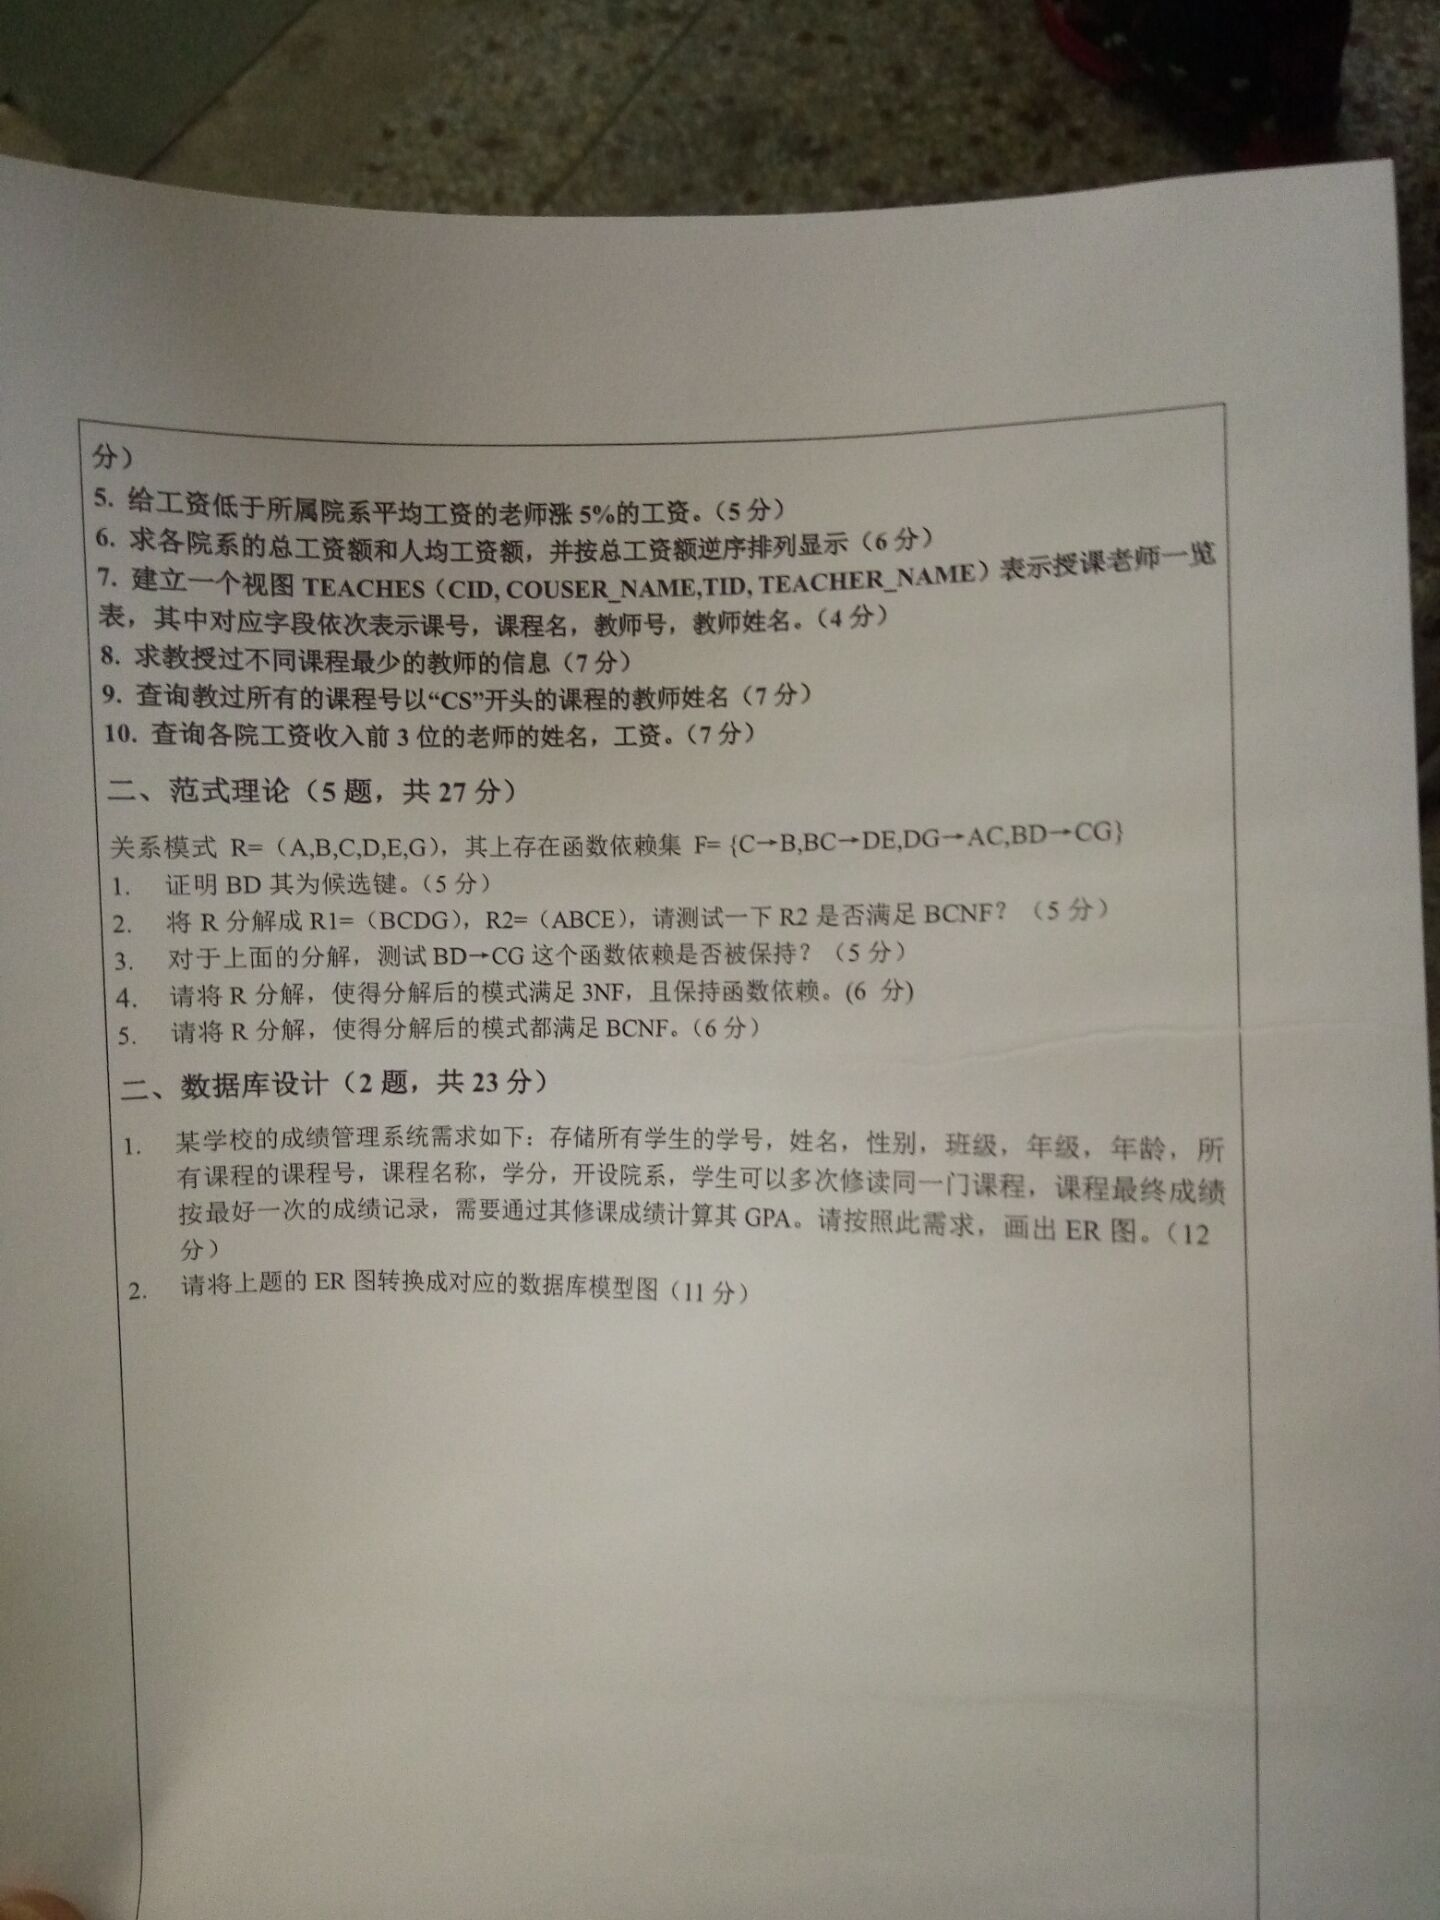 分）
5. 给工资低于所属院系平均工资的老师涨 5%的工资。（5 分）
6. 求各院系的总工资额和人均工资额，并按总工资额逆序排列显示（6 分）
7. 建立一个视图 TEACHES（CID, COUSER_NAME,TID, TEACHER_NAME）表示授课老师一览
表，其中对应字段依次表示课号，课程名，教师号，教师姓名。（4 分）
8. 求教授过不同课程最少的教师的信息（7 分）
9. 查询教过所有的课程号以“CS”开头的课程的教师姓名（7 分）
10. 查询各院工资收入前 3 位的老师的姓名，工资。（7 分）
二、范式理论（5 题，共 27 分）
关系模式 R=（A,B,C,D,E,G），其上存在函数依赖集 F= {C→B,BC→DE,DG→AC,BD→CG}
1. 证明 BD 其为候选键。（5 分）
2. 将 R 分解成 R1=（BCDG），R2=（ABCE），请测试一下 R2 是否满足 BCNF？（5 分）
3. 对于上面的分解，测试 BD→CG 这个函数依赖是否被保持？（5 分）
4. 请将 R 分解，使得分解后的模式满足 3NF，且保持函数依赖。(6 分)
5. 请将 R 分解，使得分解后的模式都满足 BCNF。（6 分）
二、数据库设计（2 题，共 23 分）
1. 某学校的成绩管理系统需求如下：存储所有学生的学号，姓名，性别，班级，年级，年龄，所
有课程的课程号，课程名称，学分，开设院系，学生可以多次修读同一门课程，课程最终成绩
按最好一次的成绩记录，需要通过其修课成绩计算其 GPA。请按照此需求，画出 ER 图。（12
分）
2. 请将上题的 ER 图转换成对应的数据库模型图（11 分）